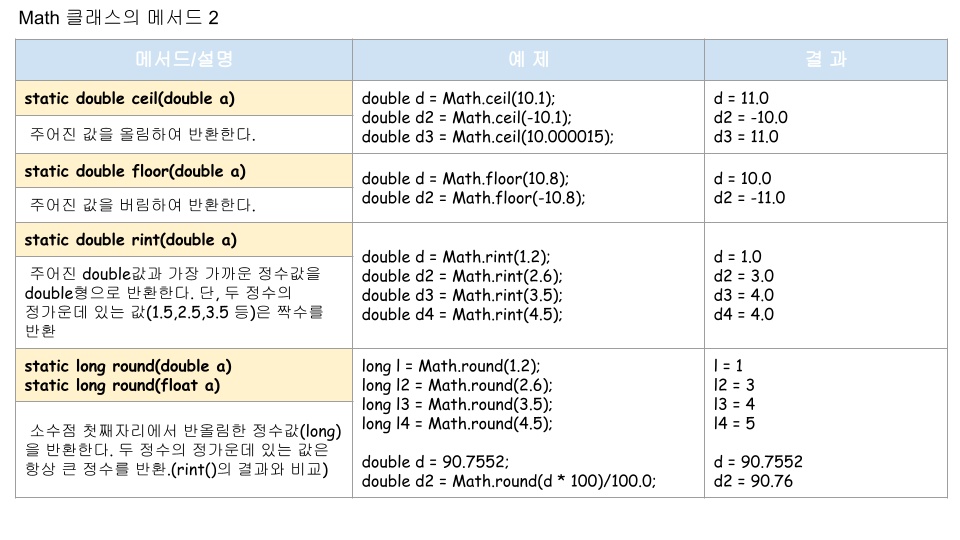 Math 클래스의 메서드 2
메서드/설명
예 제
결 과
static double ceil(double a)
주어진 값을 올림하여 반환한다.
double d = Math.ceil(10.1);
double d2 = Math.ceil(-10.1);
double d3 = Math.ceil(10.000015);
d = 11.0
d2 = -10.0
d3 = 11.0
static double floor(double a)
주어진 값을 버림하여 반환한다.
double d = Math.floor(10.8);
double d2 = Math.floor(-10.8);
d = 10.0
d2 = -11.0
static double rint(double a)
주어진 double값과 가장 가까운 정수값을
double형으로 반환한다. 단, 두 정수의
정가운데 있는 값(1.5,2.5,3.5 등)은 짝수를
반환
double d = Math.rint(1.2);
double d2 = Math.rint(2.6);
double d3 = Math.rint(3.5);
double d4 = Math.rint(4.5);
d = 1.0
d2 = 3.0
d3 = 4.0
d4 = 4.0
static long round(double a)
static long round(float a)
소수점 첫째자리에서 반올림한 정수값(long)
을 반환한다. 두 정수의 정가운데 있는 값은
항상 큰 정수를 반환.(rint()의 결과와 비교)
long l = Math.round(1.2);
long l2 = Math.round(2.6);
long l3 = Math.round(3.5);
long l4 = Math.round(4.5);
double d = 90.7552;
double d2 = Math.round(d * 100)/100.0;
l = 1
l2 = 3
l3 = 4
l4 = 5
d = 90.7552
d2 = 90.76